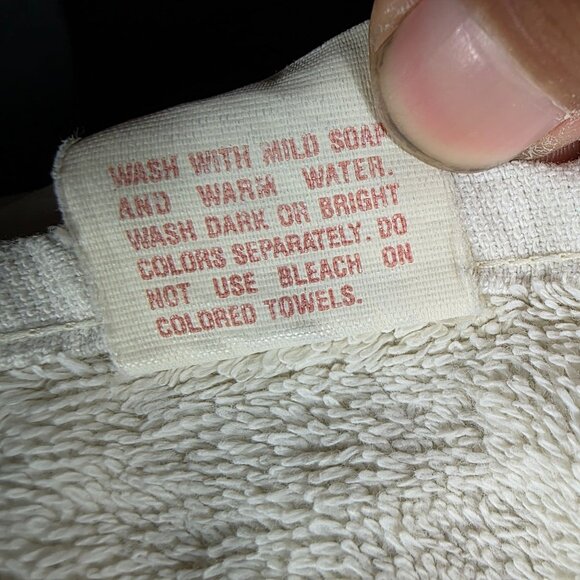 WASH WITH MILD SOAP
AND WARM WATER.
WASH DARK OR BRIGHT
COLORS SEPARATELY. DO
NOT USE BLEACH ON
COLORED TOWELS.